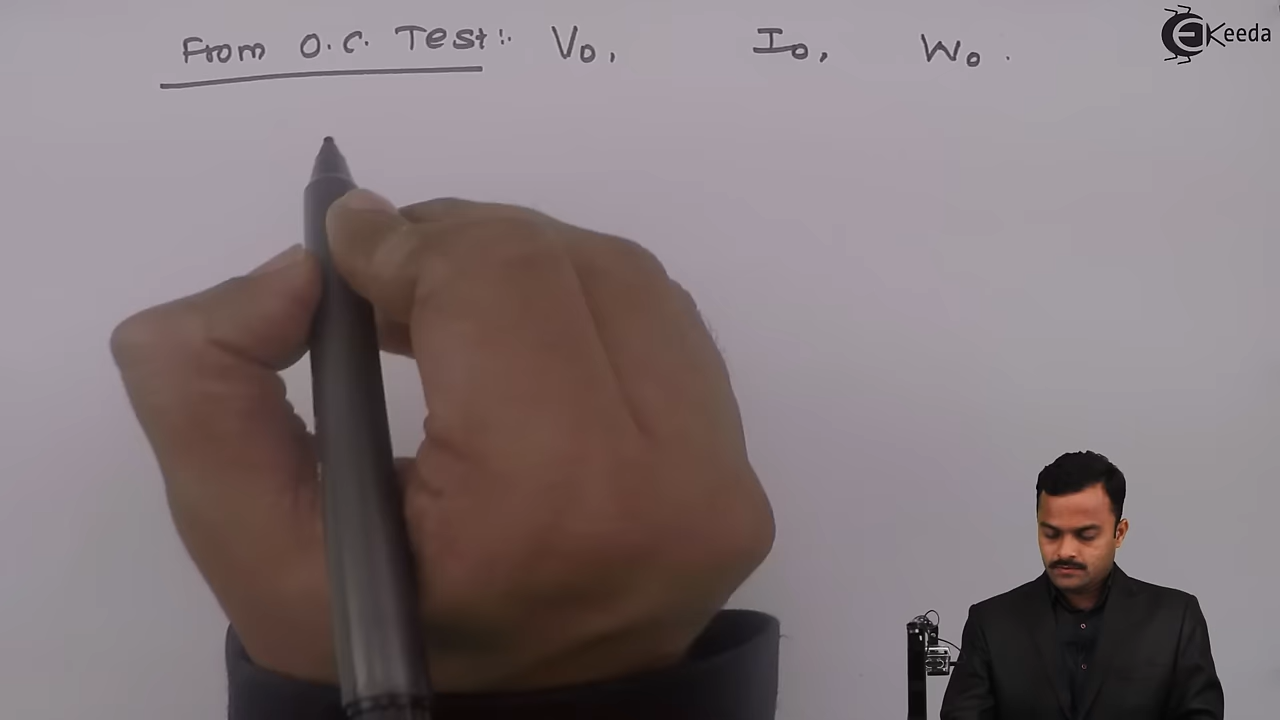 From O.C. Test:. V₀, I₀, W₀.
EKeeda